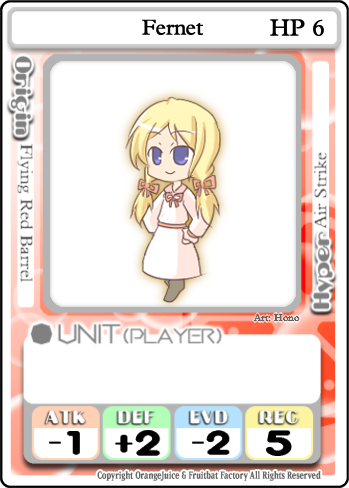 Fernet HP 6
Origin Flying Red Barrel
Hyper Air Strike
Art: Hono
UNIT (PLAYER)
ATK DEF EVD REC
-1 +2 -2 5
Copyright Orangejuice & Fruitbat Factory All Rights Reserved